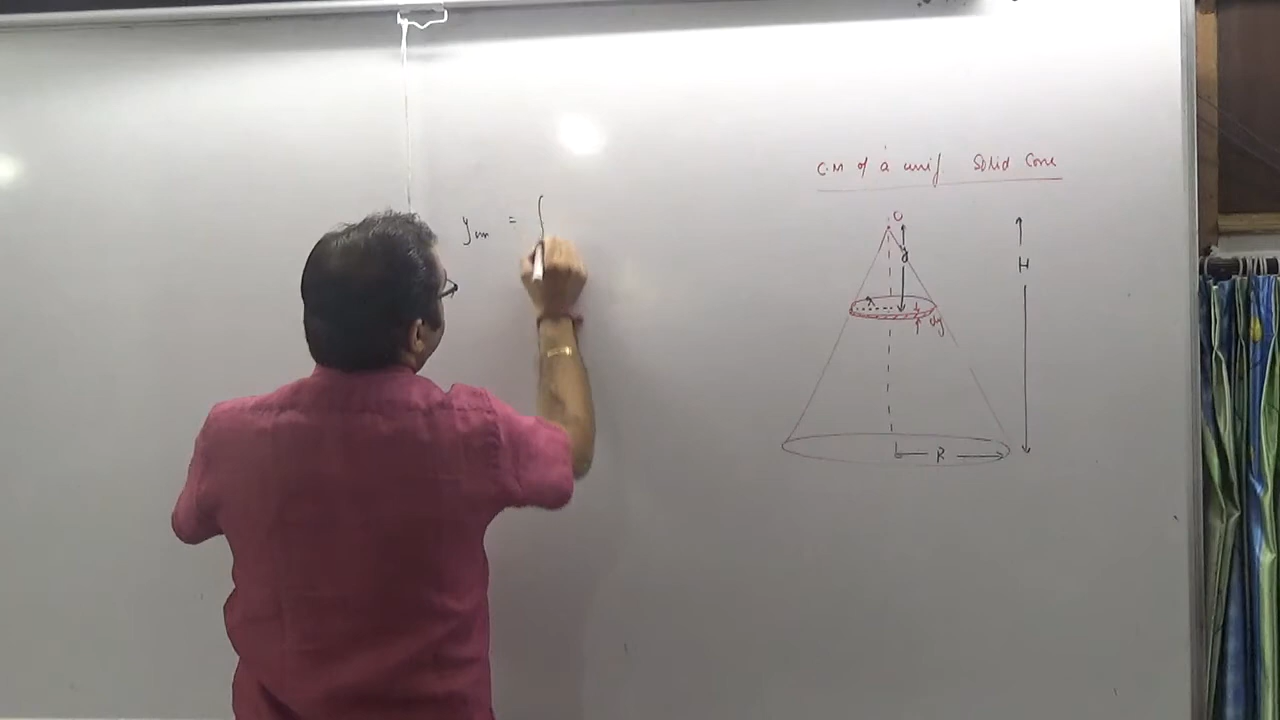 C.M of a unif. Solid Cone
y_cm = ∫
O
y
H
r
dy
R